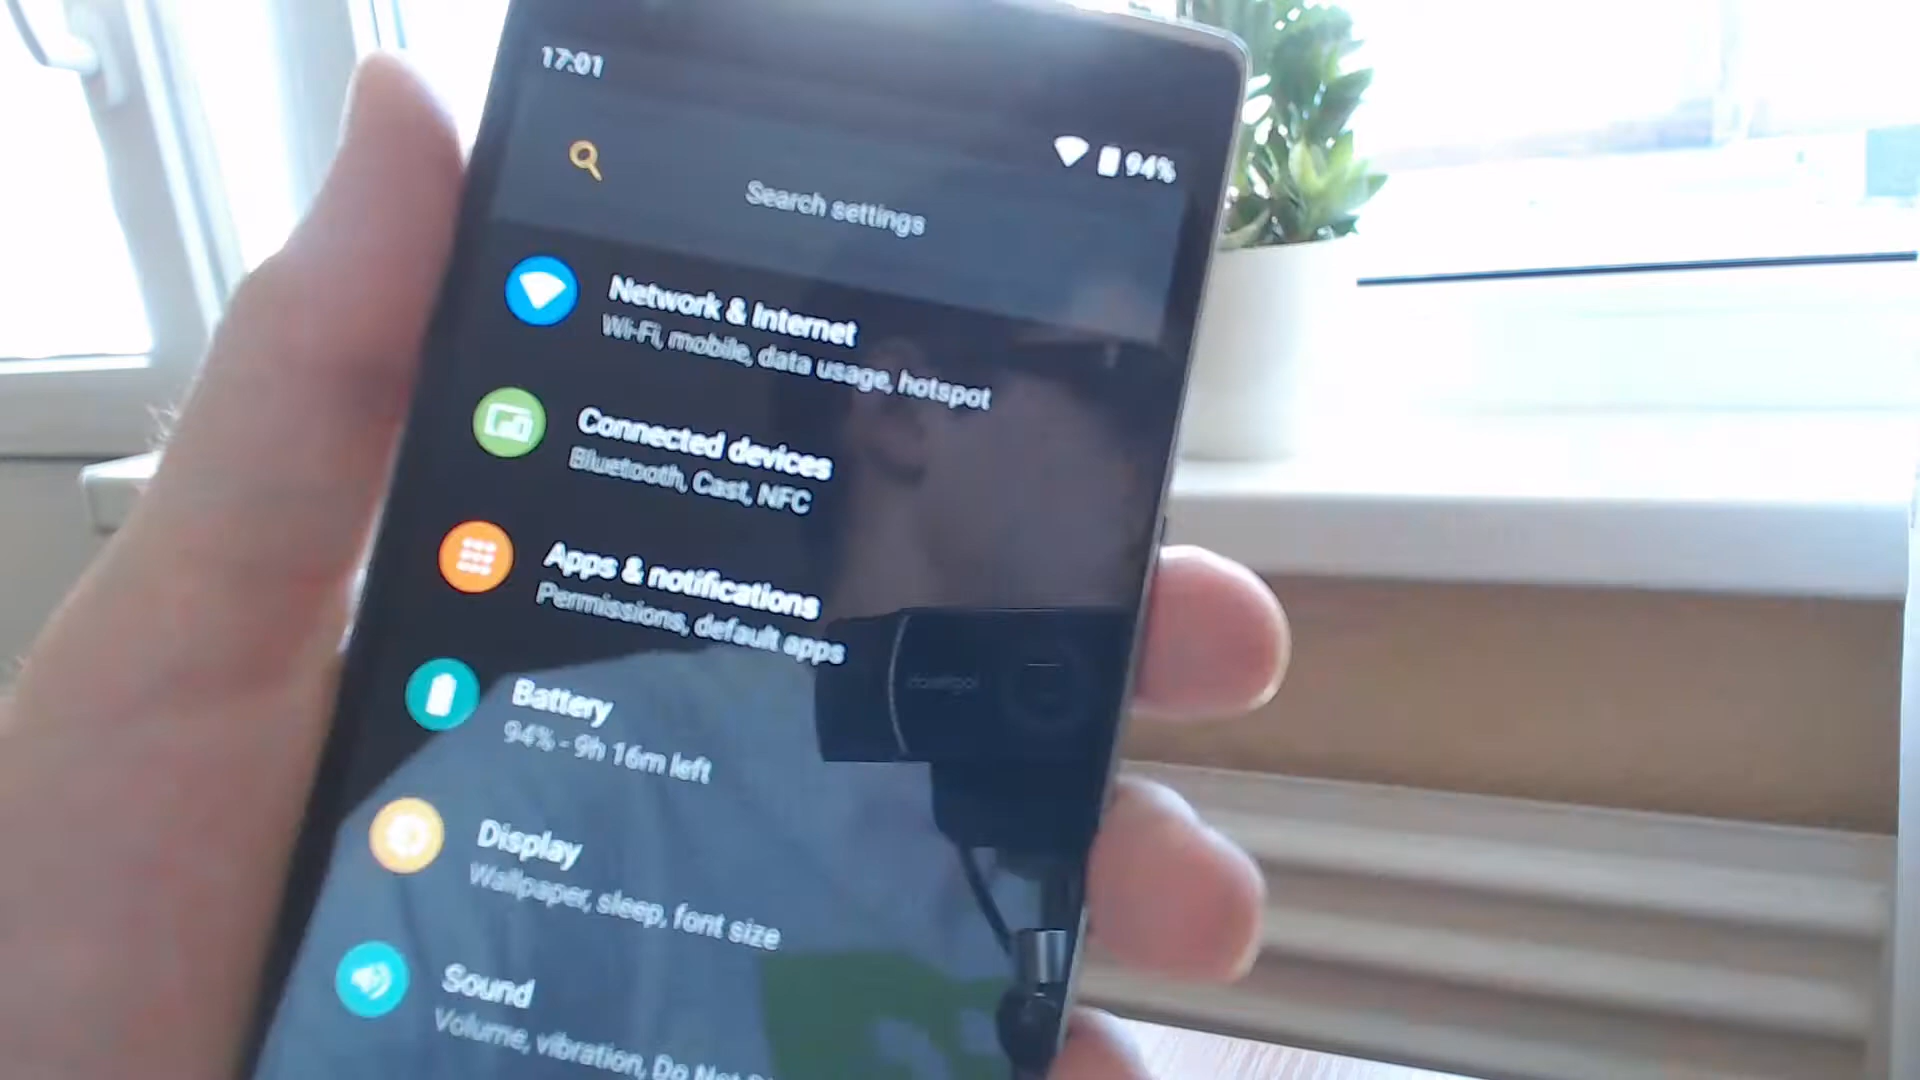 17:01
94%
Search settings
Network & Internet
Wi-Fi, mobile, data usage, hotspot
Connected devices
Bluetooth, Cast, NFC
Apps & notifications
Permissions, default apps
Battery
94% - 9h 16m left
Display
Wallpaper, sleep, font size
Sound
Volume, vibration, Do Not